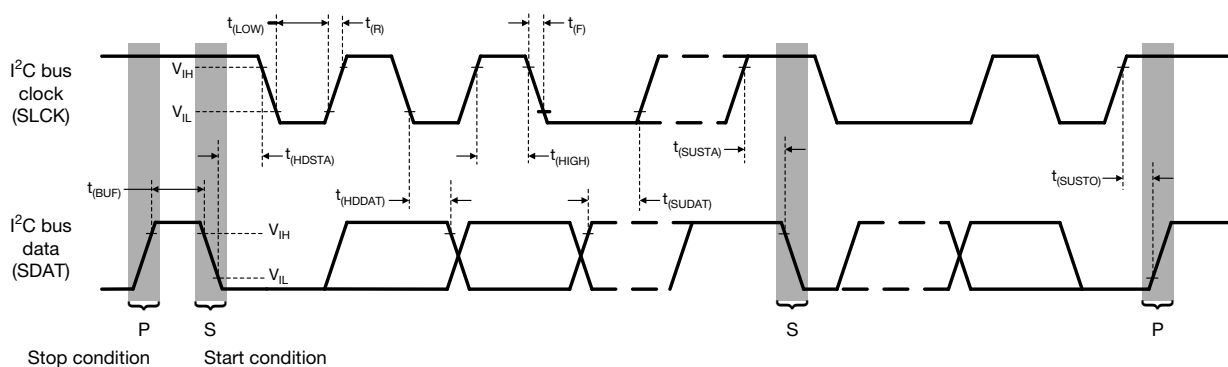 t(LOW) t(R) t(F)
I²C bus
clock
(SLCK)
VIH
VIL
t(HDSTA) t(HIGH) t(SUSTA)
t(BUF) t(HDDAT) t(SUDAT) t(SUSTO)
I²C bus
data
(SDAT)
VIH
VIL
P S S P
Stop condition Start condition